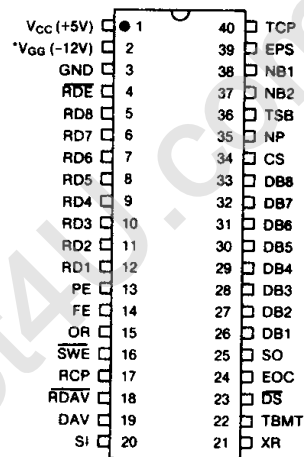 VCC (+5V) 1 40 TCP
*VGG (-12V) 2 39 EPS
GND 3 38 NB1
R̅D̅E̅ 4 37 NB2
RD8 5 36 TSB
RD7 6 35 NP
RD6 7 34 CS
RD5 8 33 DB8
RD4 9 32 DB7
RD3 10 31 DB6
RD2 11 30 DB5
RD1 12 29 DB4
PE 13 28 DB3
FE 14 27 DB2
OR 15 26 DB1
S̅W̅E̅ 16 25 SO
RCP 17 24 EOC
R̅D̅A̅V̅ 18 23 D̅S̅
DAV 19 22 TBMT
SI 20 21 XR